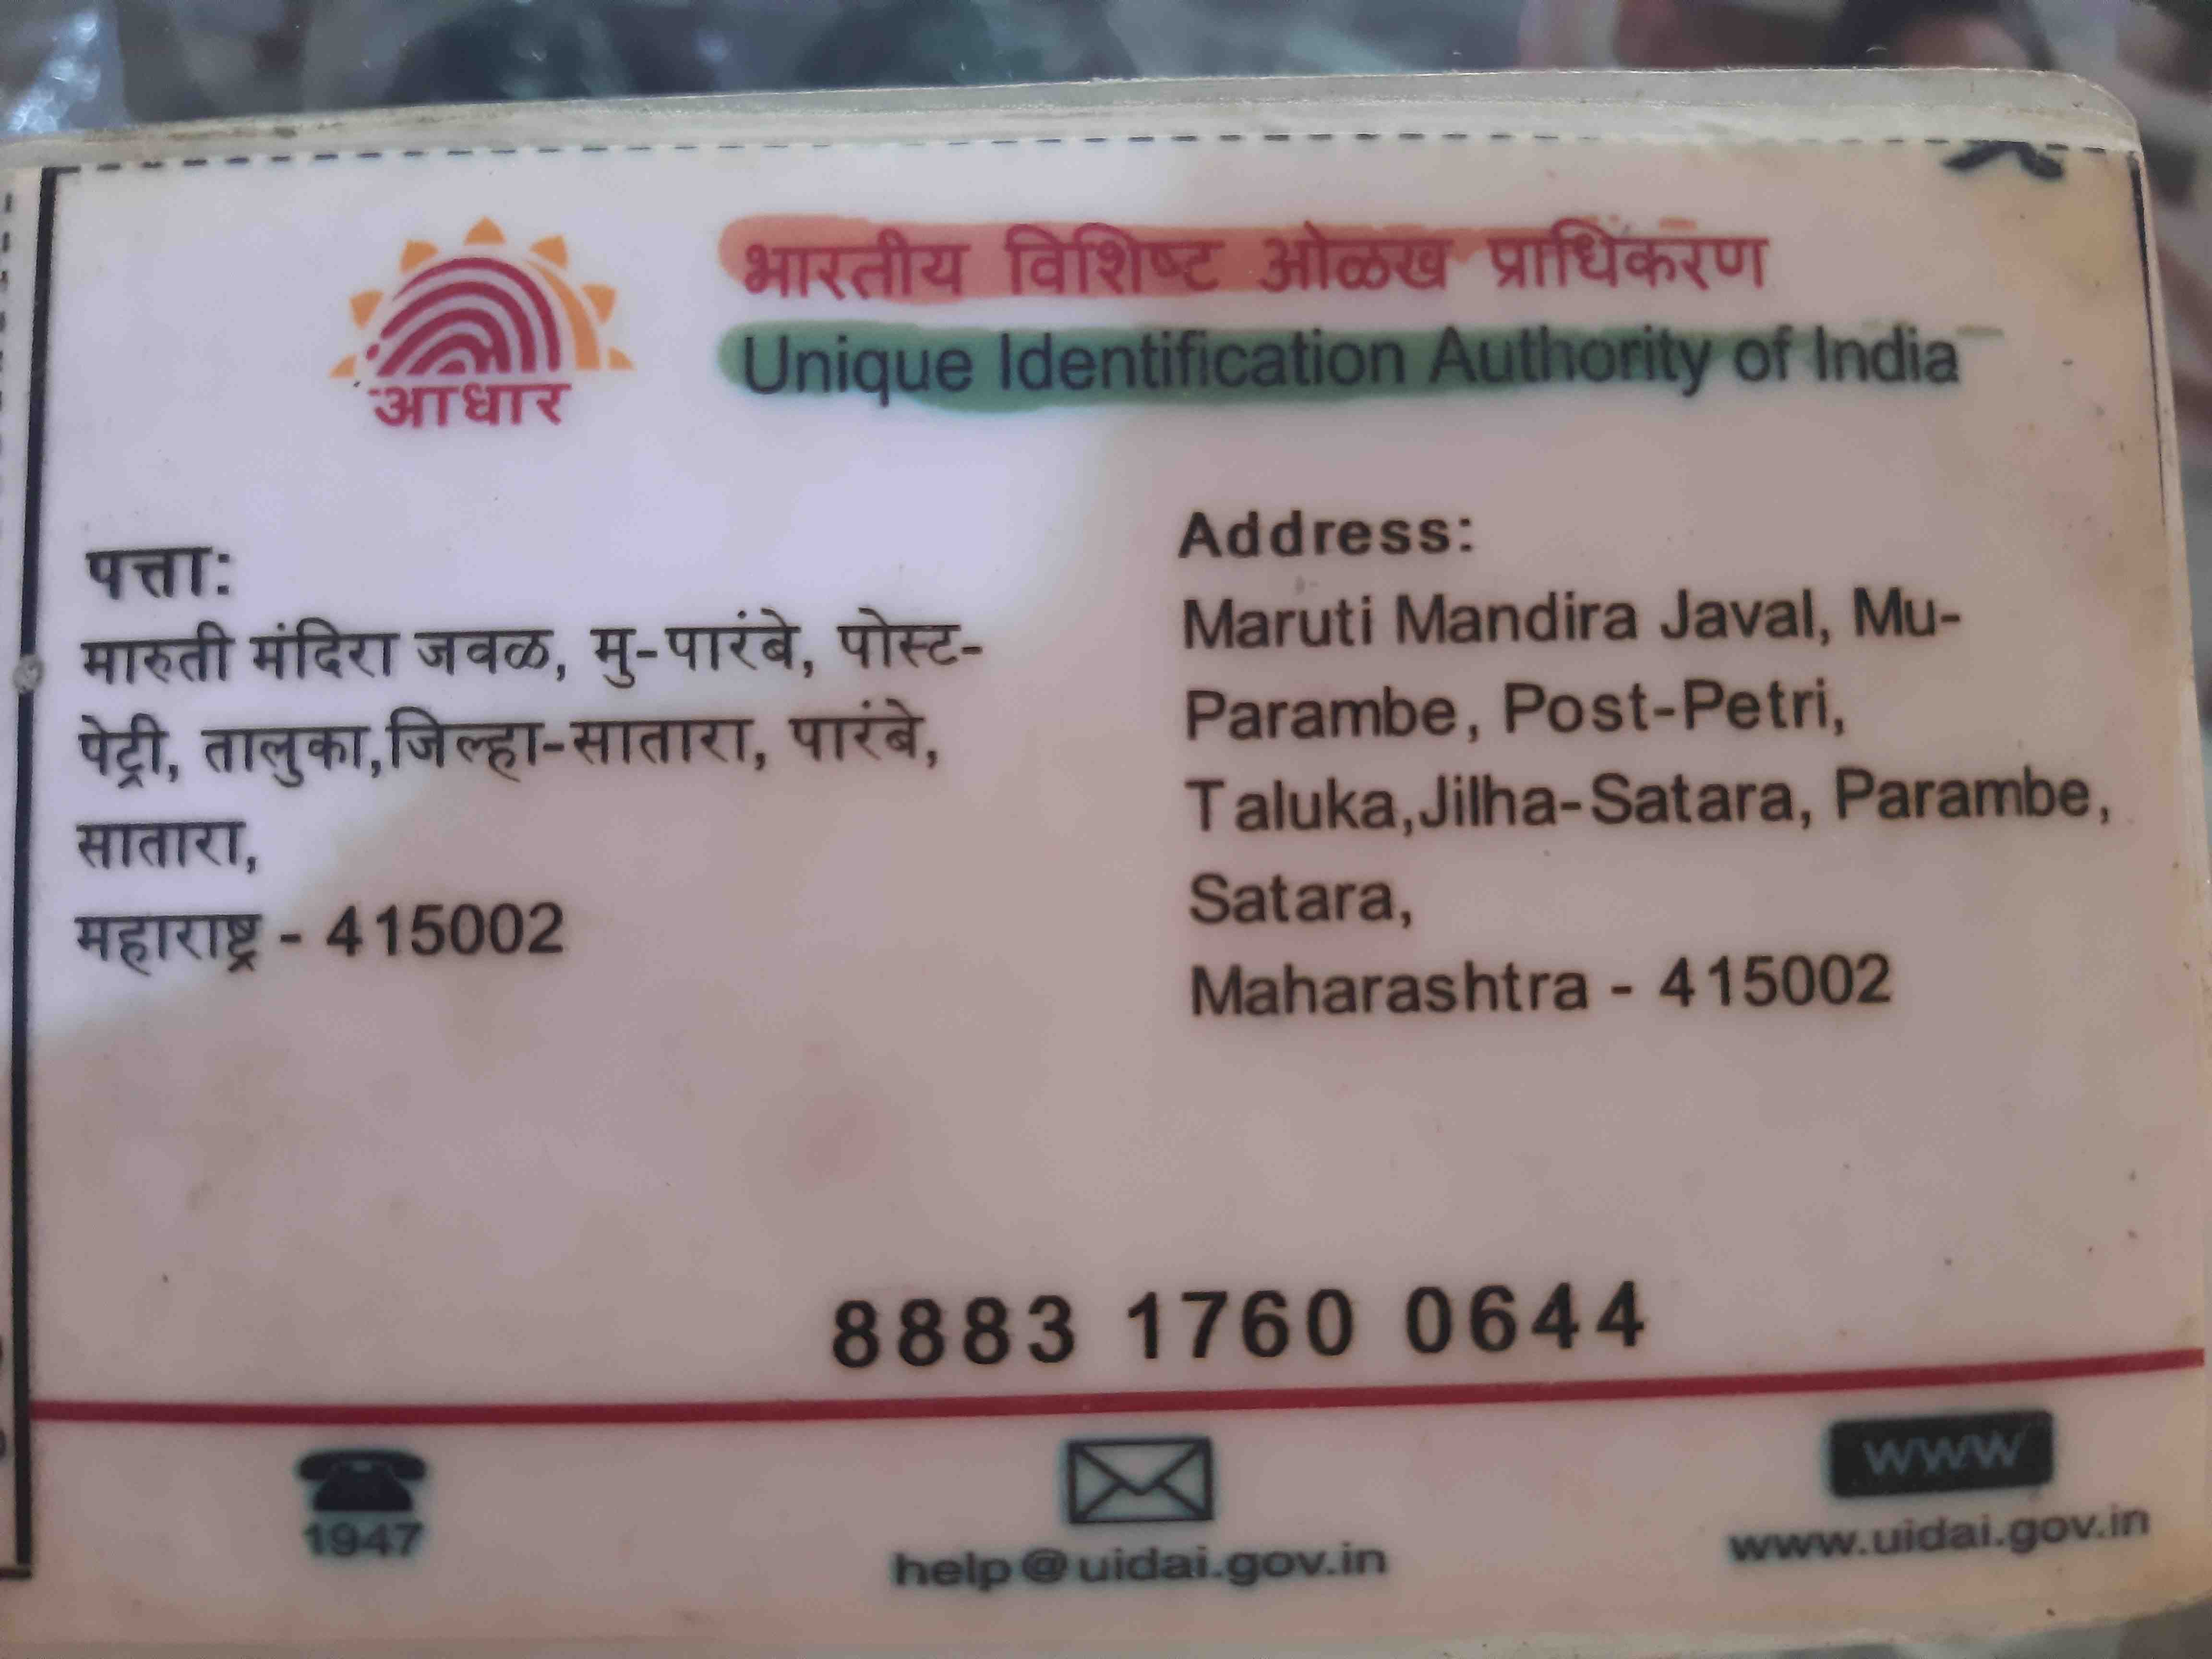 भारतीय विशिष्ट ओळख प्राधिकरण
Unique Identification Authority of India
आधार
पत्ता:
मारुती मंदिरा जवळ, मु-पारंबे, पोस्ट-
पेट्री, तालुका,जिल्हा-सातारा, पारंबे,
सातारा,
महाराष्ट्र - 415002
Address:
Maruti Mandira Javal, Mu-
Parambe, Post-Petri,
Taluka,Jilha-Satara, Parambe,
Satara,
Maharashtra - 415002
8883 1760 0644
1947
help@uidai.gov.in
www
www.uidai.gov.in